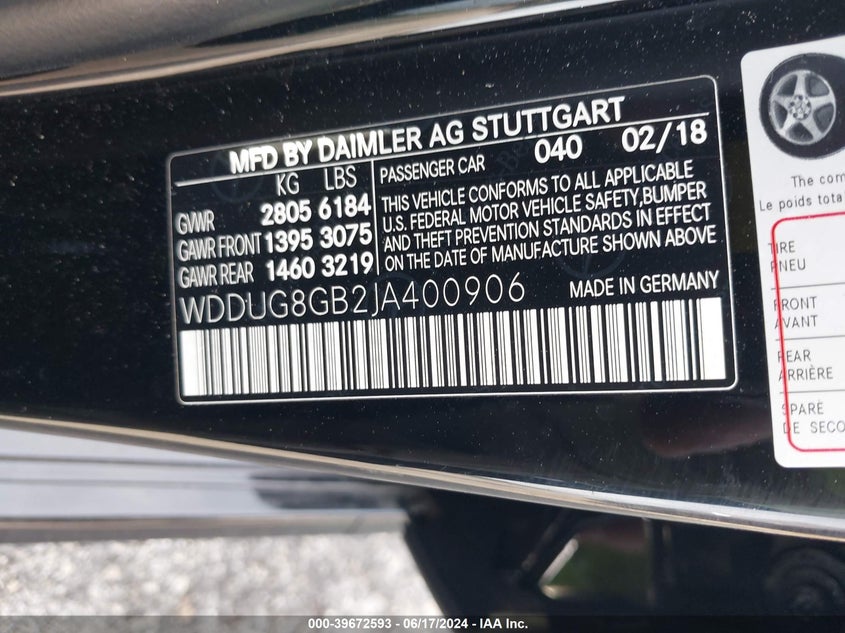 MFD BY DAIMLER AG STUTTGART
KG LBS
GVWR 2805 6184
GAWR FRONT 1395 3075
GAWR REAR 1460 3219
PASSENGER CAR 040 02/18
THIS VEHICLE CONFORMS TO ALL APPLICABLE
U.S. FEDERAL MOTOR VEHICLE SAFETY, BUMPER
AND THEFT PREVENTION STANDARDS IN EFFECT
ON THE DATE OF MANUFACTURE SHOWN ABOVE
WDDUG8GB2JA400906 MADE IN GERMANY
The com
Le poids tota
TIRE
PNEU
FRONT
AVANT
REAR
ARRIÈRE
SPARE
DE SECO
000-39672593 - 06/17/2024 - IAA Inc.